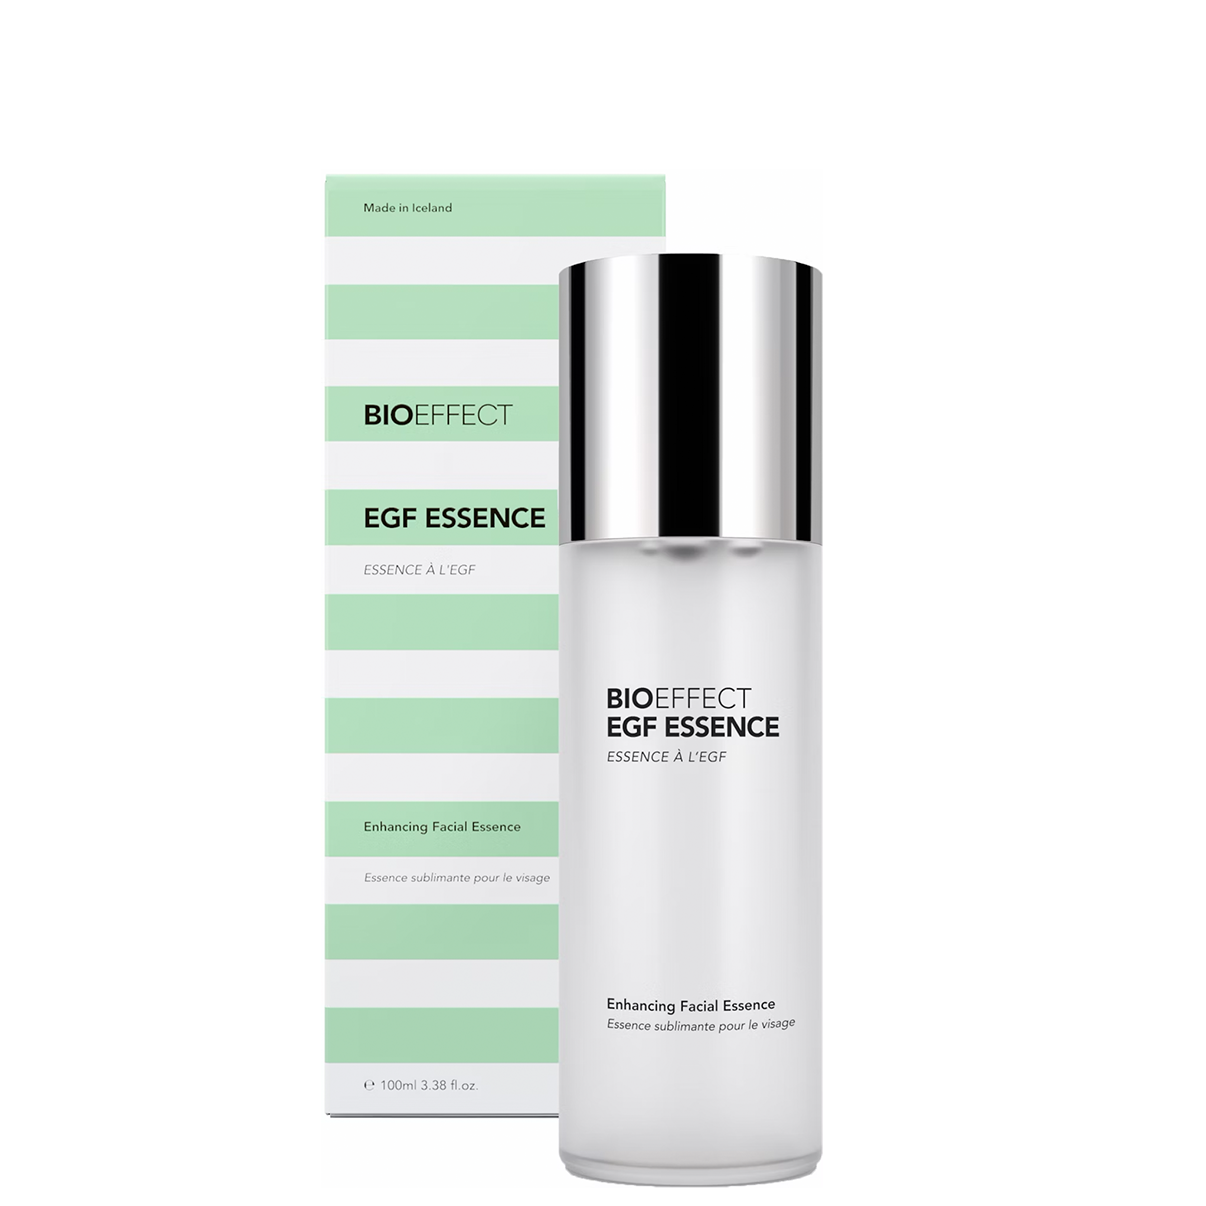 Made in Iceland
BIOEFFECT
EGF ESSENCE
ESSENCE À L'EGF
Enhancing Facial Essence
Essence sublimante pour le visage
℮ 100ml 3.38 fl.oz.
BIOEFFECT
EGF ESSENCE
ESSENCE À L'EGF
Enhancing Facial Essence
Essence sublimante pour le visage